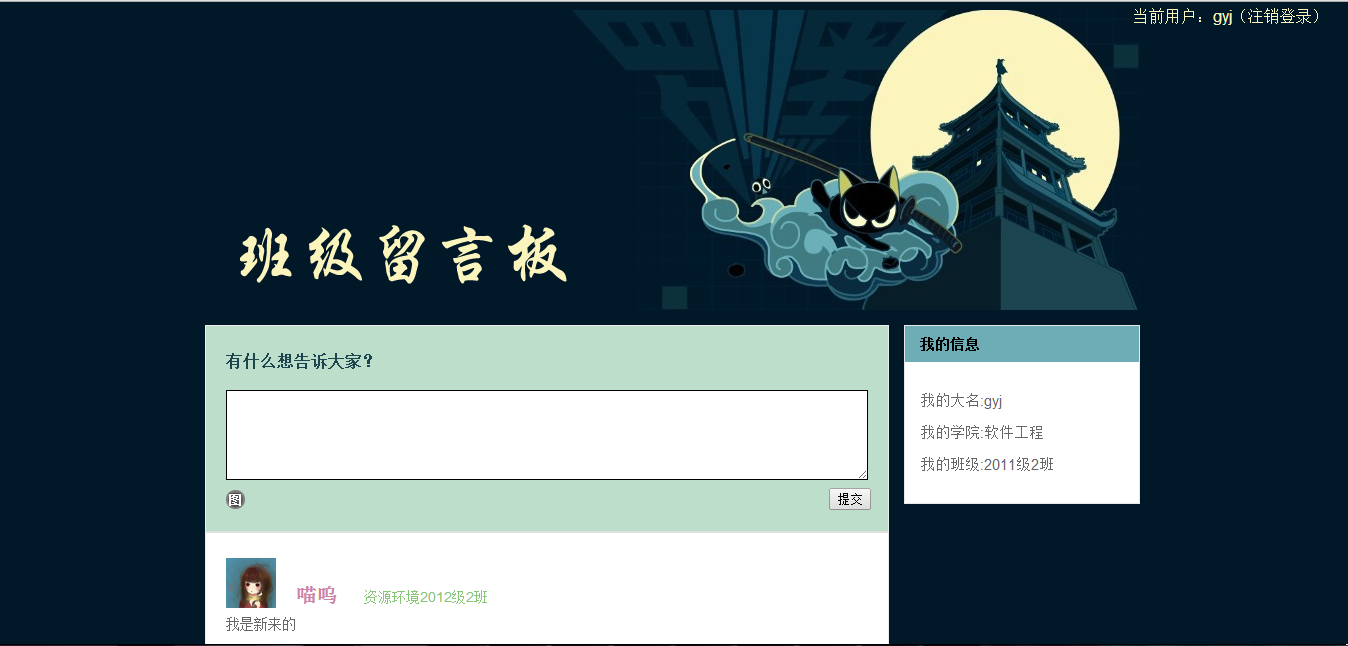 当前用户：gyj（注销登录）
班级留言板
有什么想告诉大家？
图
提交
喵呜 资源环境2012级2班
我是新来的
我的信息
我的大名:gyj
我的学院:软件工程
我的班级:2011级2班